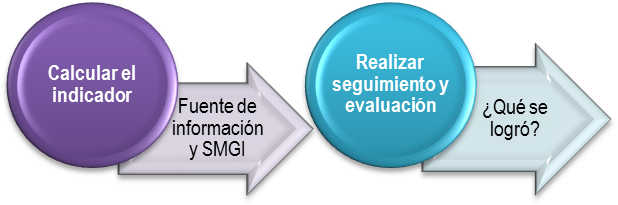 Calcular el
indicador
Fuente de
información
y SMGI
Realizar
seguimiento y
evaluación
¿Qué se
logró?